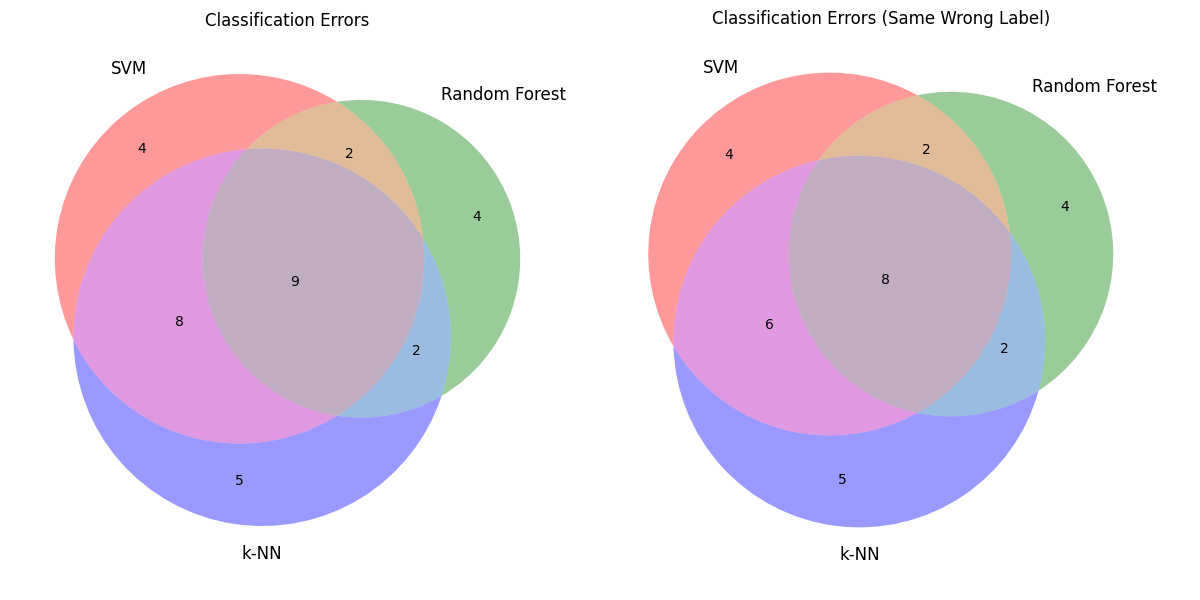 Classification Errors
SVM
Random Forest
4
2
4
9
8
2
5
k-NN
Classification Errors (Same Wrong Label)
SVM
Random Forest
4
2
4
8
6
2
5
k-NN